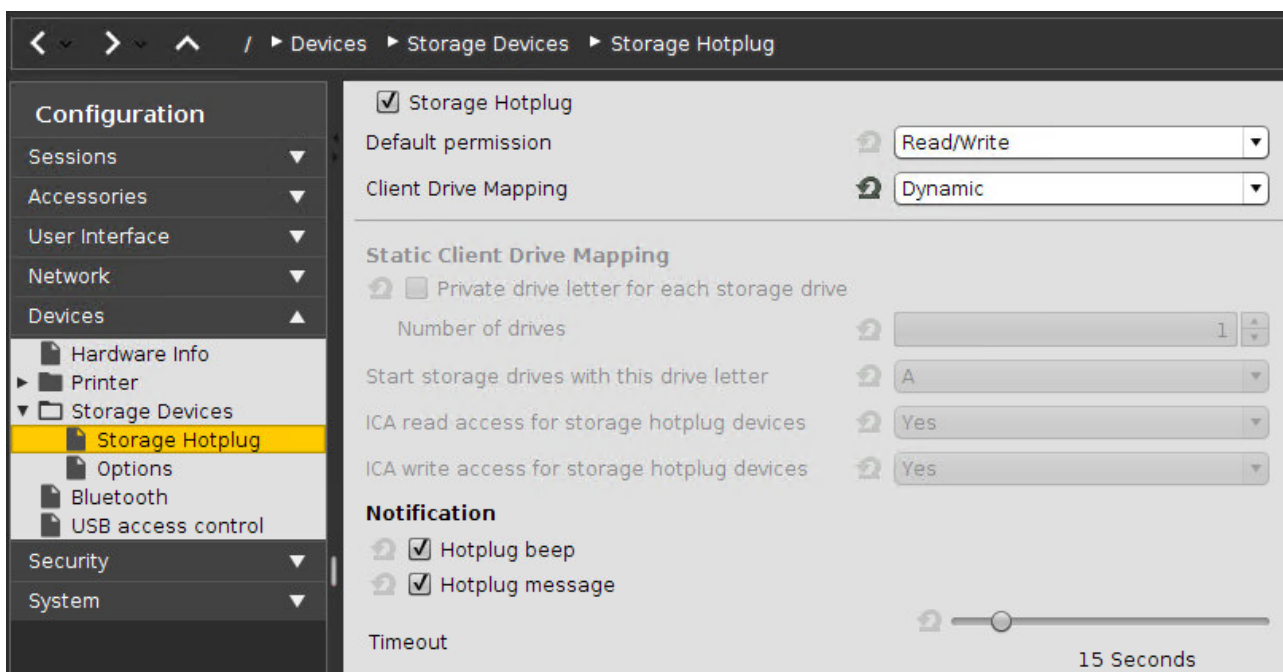 / Devices Storage Devices Storage Hotplug
Configuration
Sessions
Accessories
User Interface
Network
Devices
Hardware Info
Printer
Storage Devices
Storage Hotplug
Options
Bluetooth
USB access control
Security
System
Storage Hotplug
Default permission Read/Write
Client Drive Mapping Dynamic
Static Client Drive Mapping
Private drive letter for each storage drive
Number of drives 1
Start storage drives with this drive letter A
ICA read access for storage hotplug devices Yes
ICA write access for storage hotplug devices Yes
Notification
Hotplug beep
Hotplug message
Timeout
15 Seconds